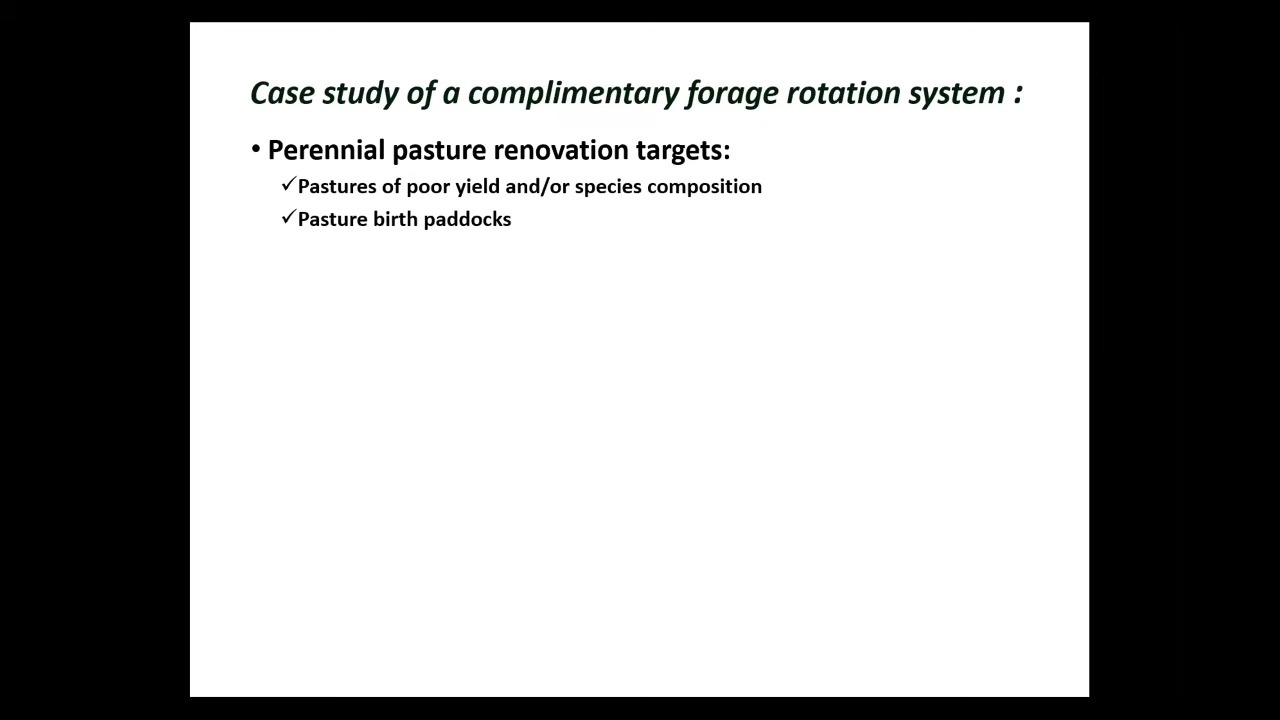 Case study of a complimentary forage rotation system :
• Perennial pasture renovation targets:
✓Pastures of poor yield and/or species composition
✓Pasture birth paddocks